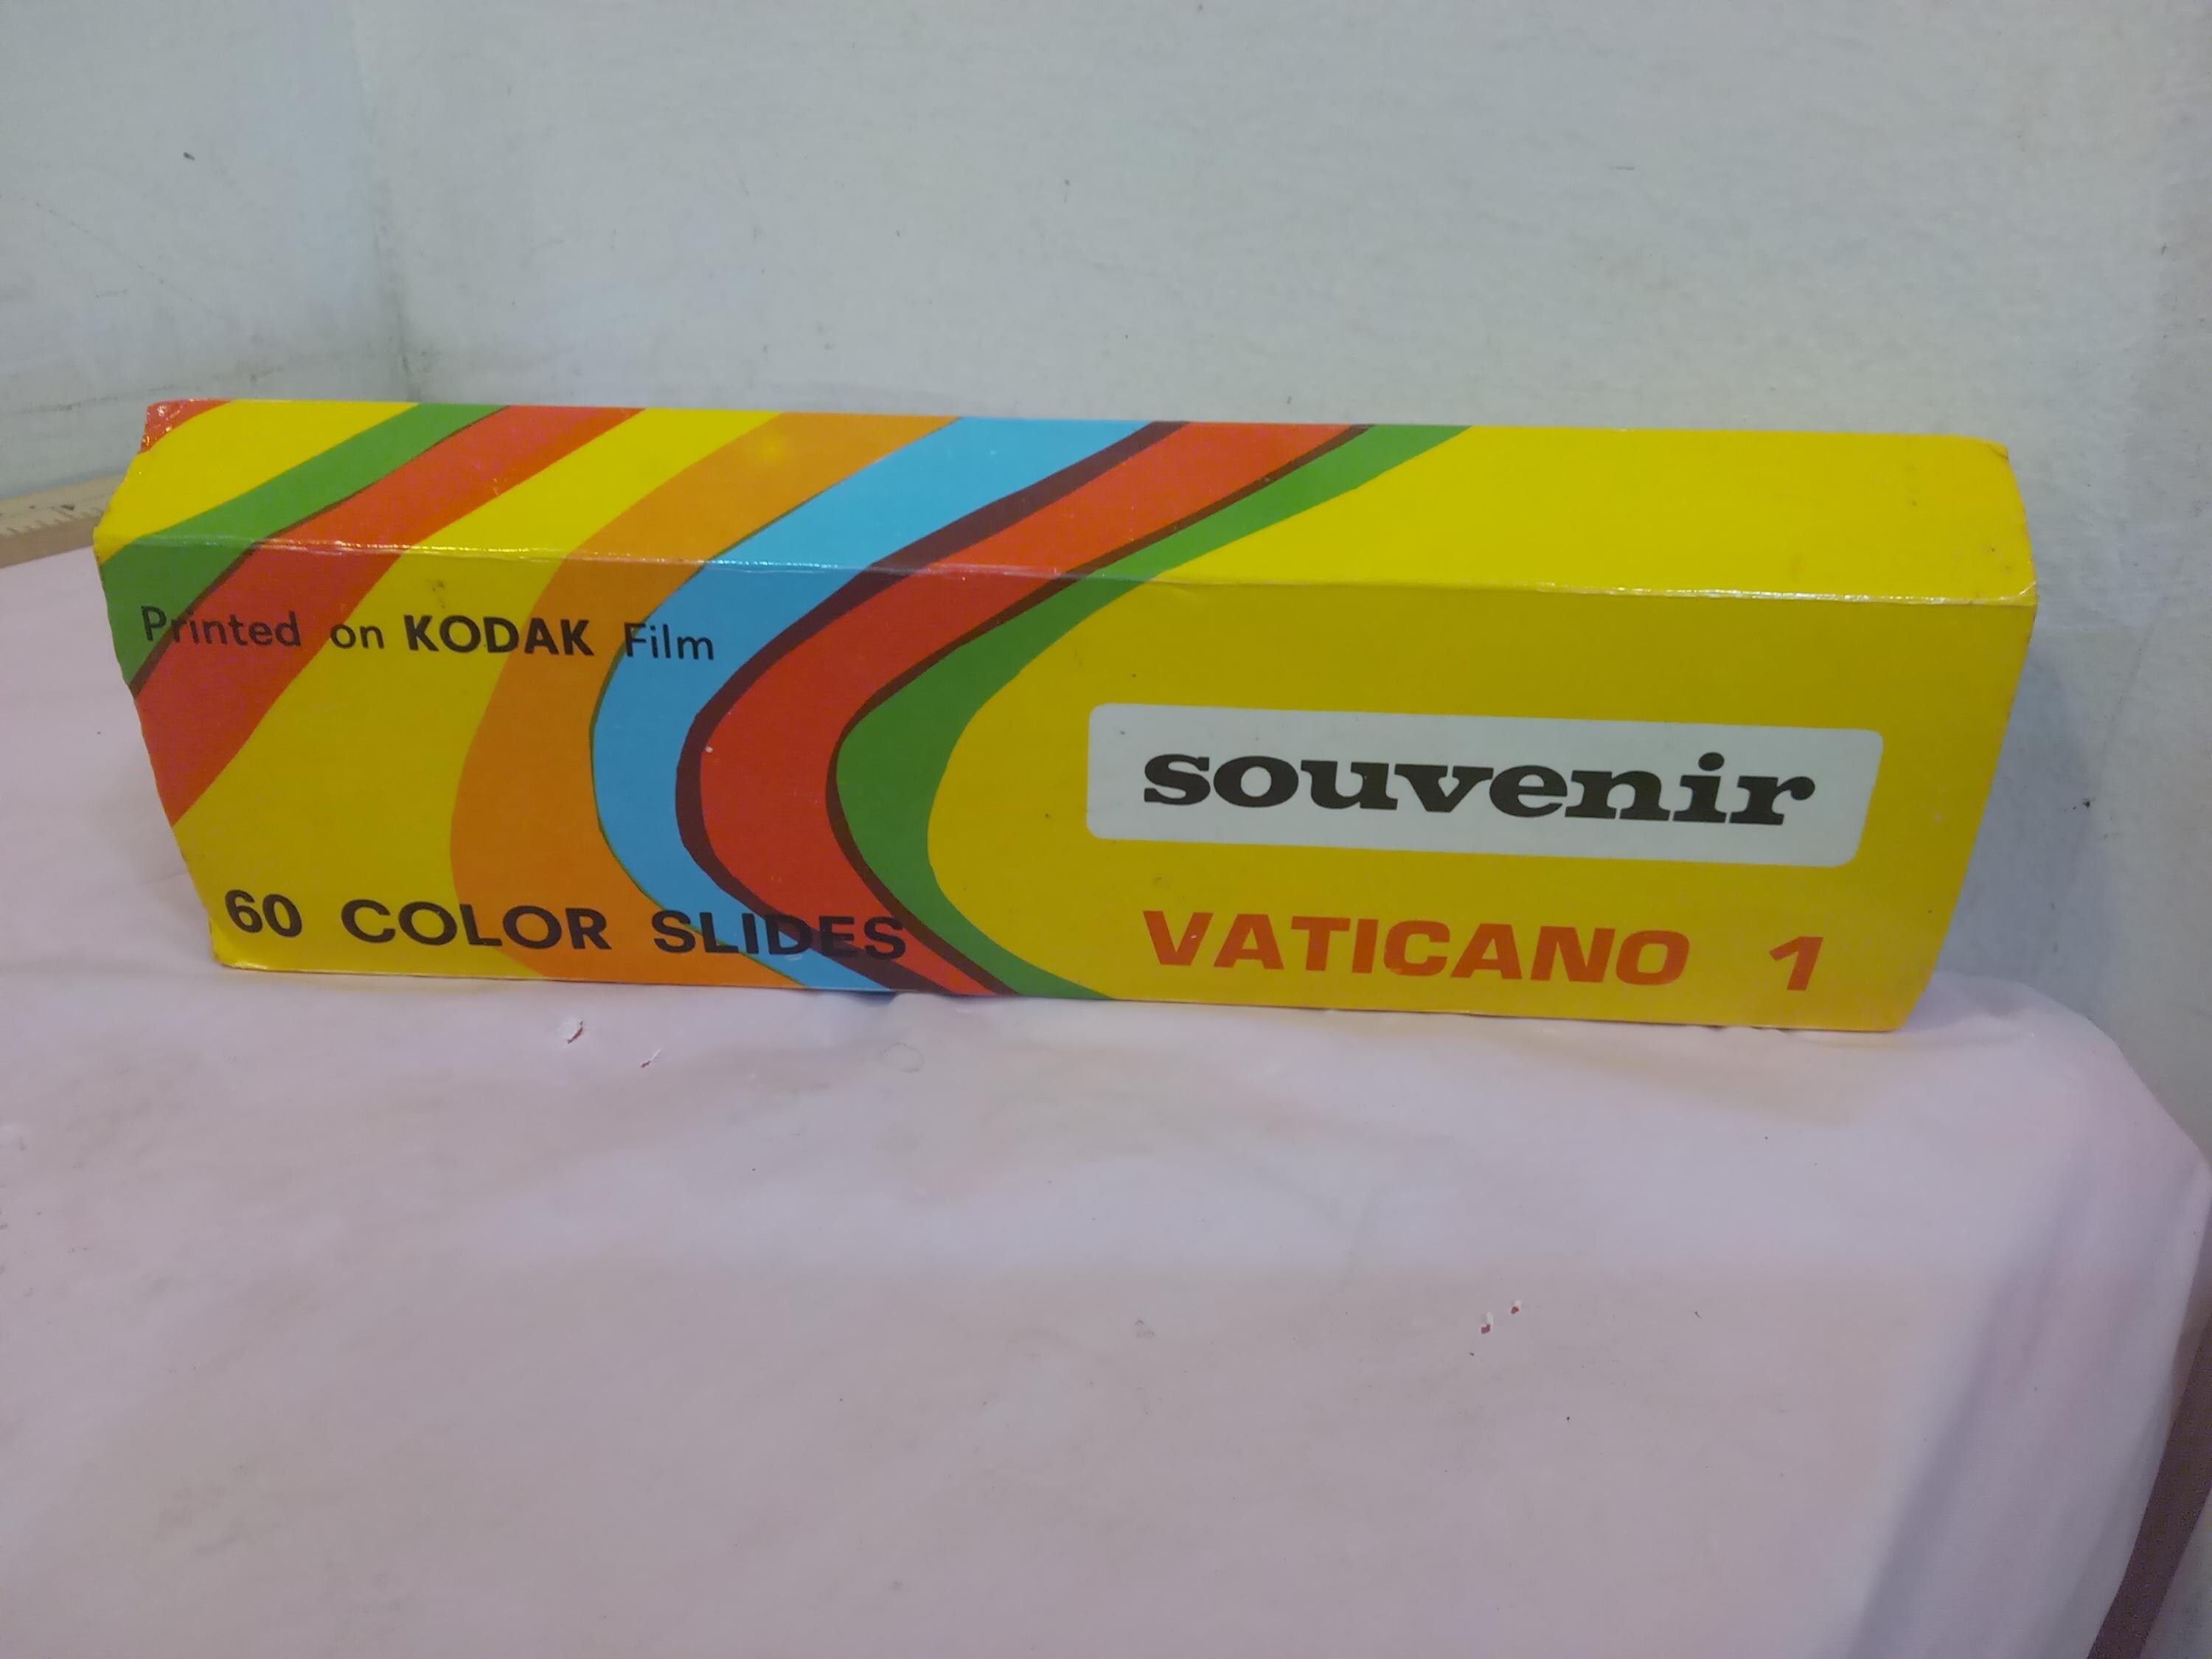 Printed on KODAK Film
souvenir
60 COLOR SLIDES
VATICANO 1